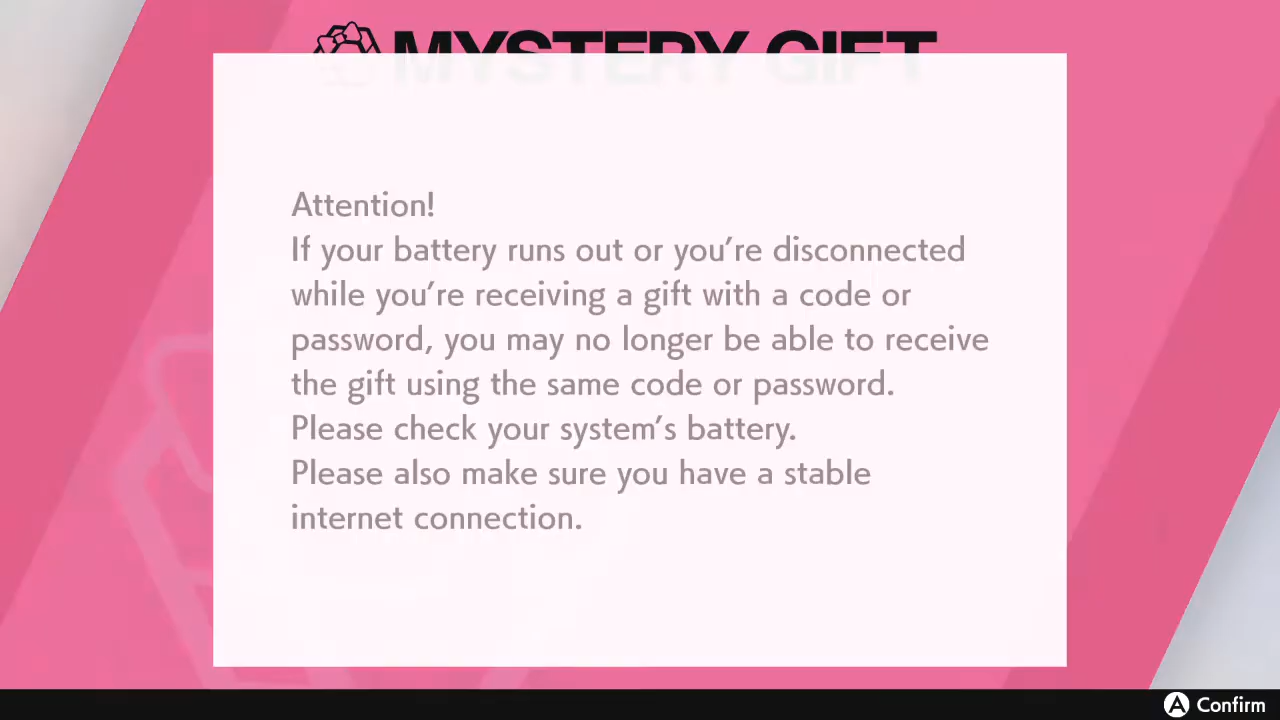 MYSTERY GIFT
Attention!
If your battery runs out or you’re disconnected
while you’re receiving a gift with a code or
password, you may no longer be able to receive
the gift using the same code or password.
Please check your system’s battery.
Please also make sure you have a stable
internet connection.
A Confirm